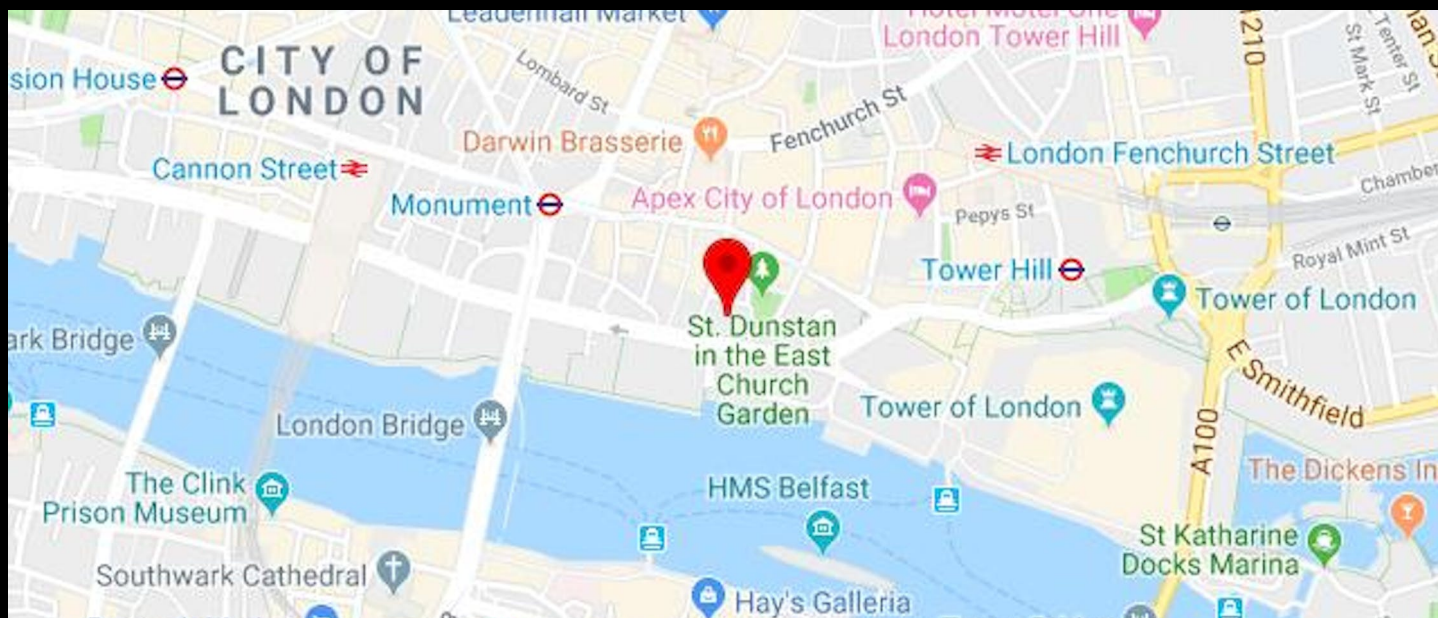 Leadenhall Market
Hotel Motel One
London Tower Hill
CITY OF
LONDON
sion House
Lombard St
Fenchurch St
A1210
St Mark St
Tenter St
Darwin Brasserie
London Fenchurch Street
Cannon Street
Monument
Apex City of London
Pepys St
Chamber
Royal Mint St
Tower Hill
Tower of London
St. Dunstan
in the East
Church
Garden
ark Bridge
E Smithfield
Tower of London
London Bridge
A100
The Dickens In
The Clink
Prison Museum
HMS Belfast
St Katharine
Docks Marina
Southwark Cathedral
Hay's Galleria